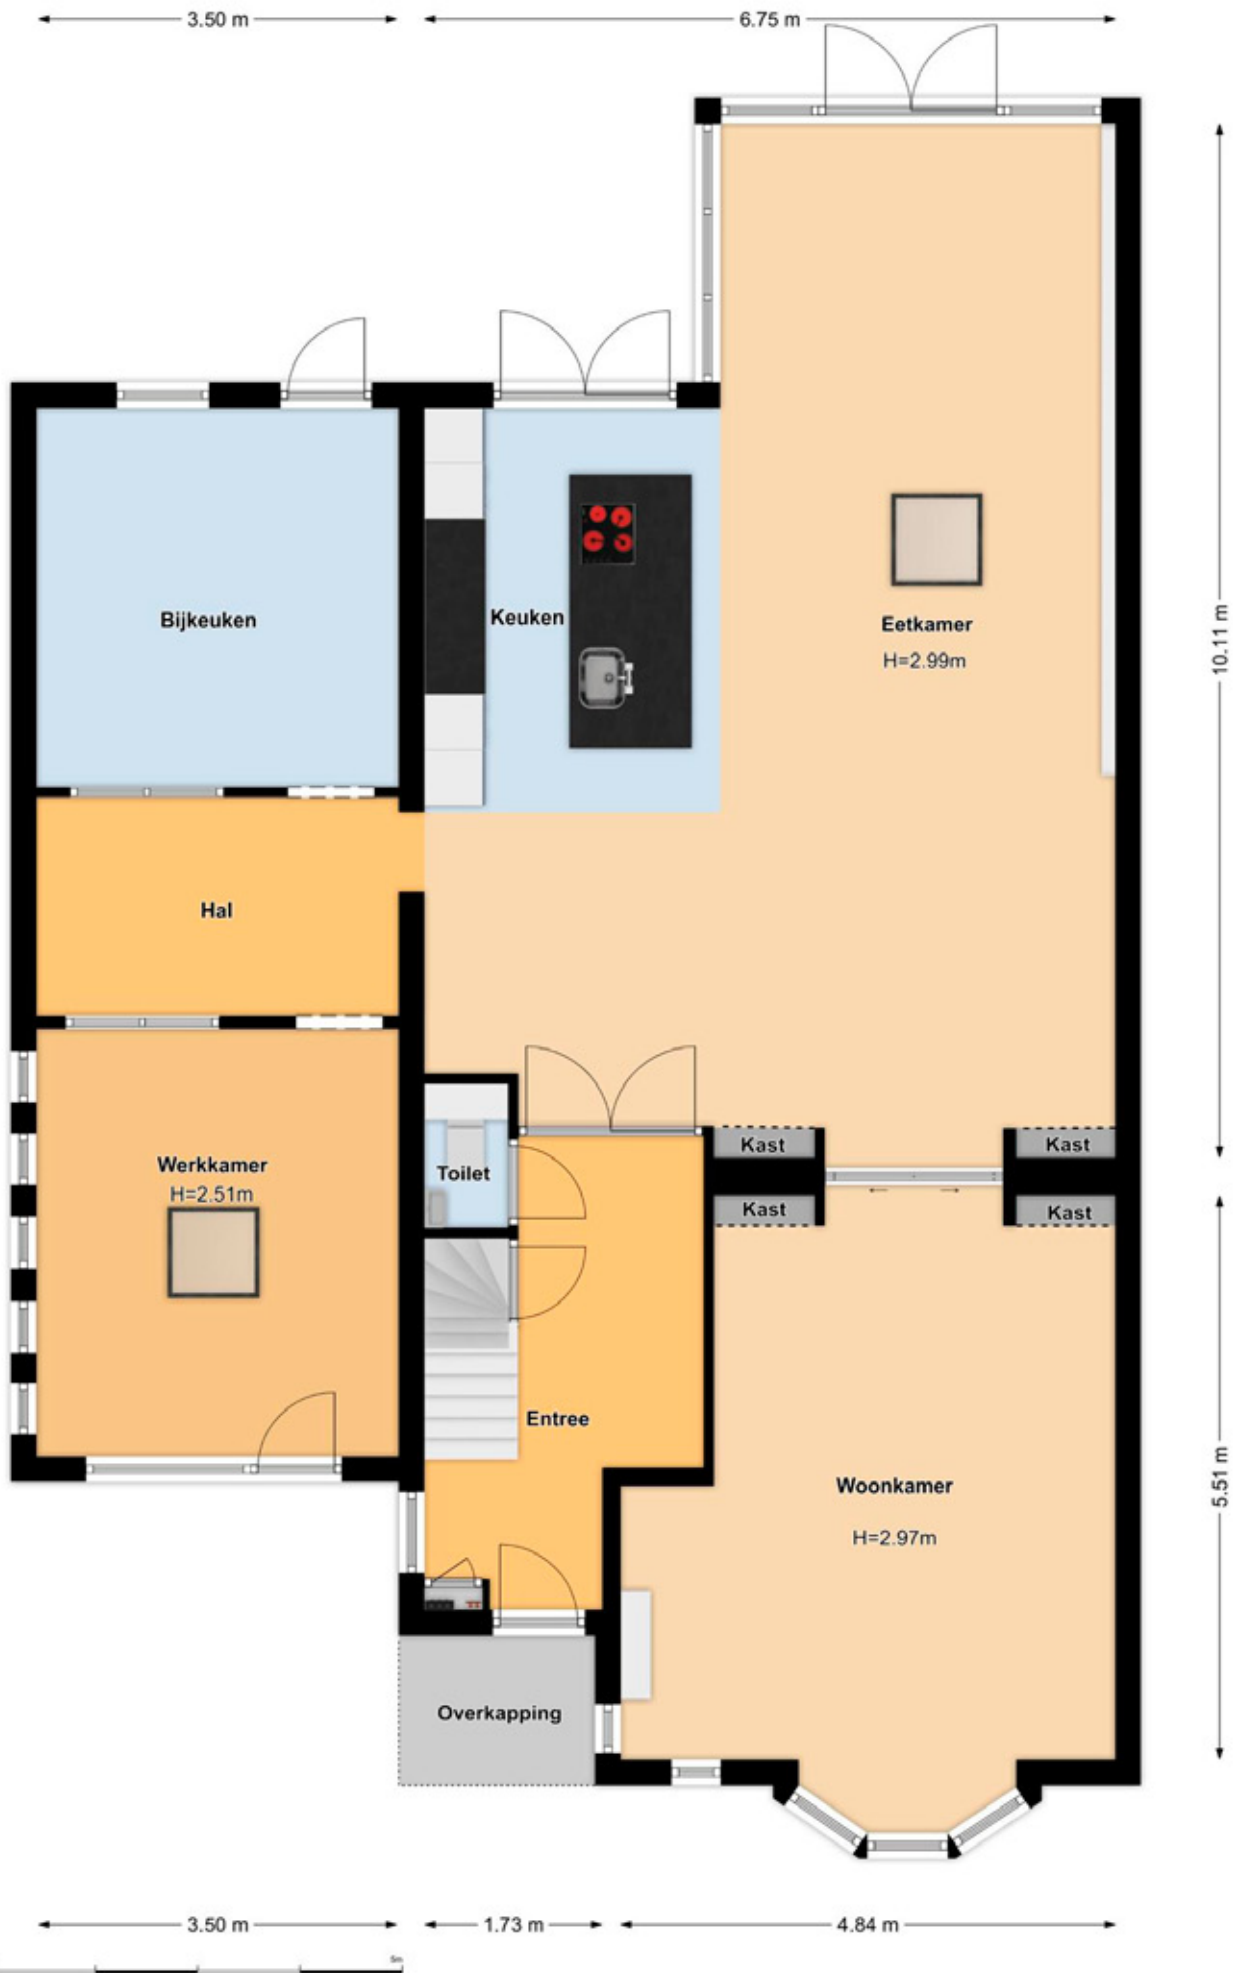 3.50 m
6.75 m
10.11 m
Bijkeuken
Keuken
Eetkamer
H=2.99m
Hal
Kast
Kast
Toilet
Werkkamer
H=2.51m
Kast
Kast
Entree
Woonkamer
H=2.97m
5.51 m
Overkapping
3.50 m
1.73 m
4.84 m
5m